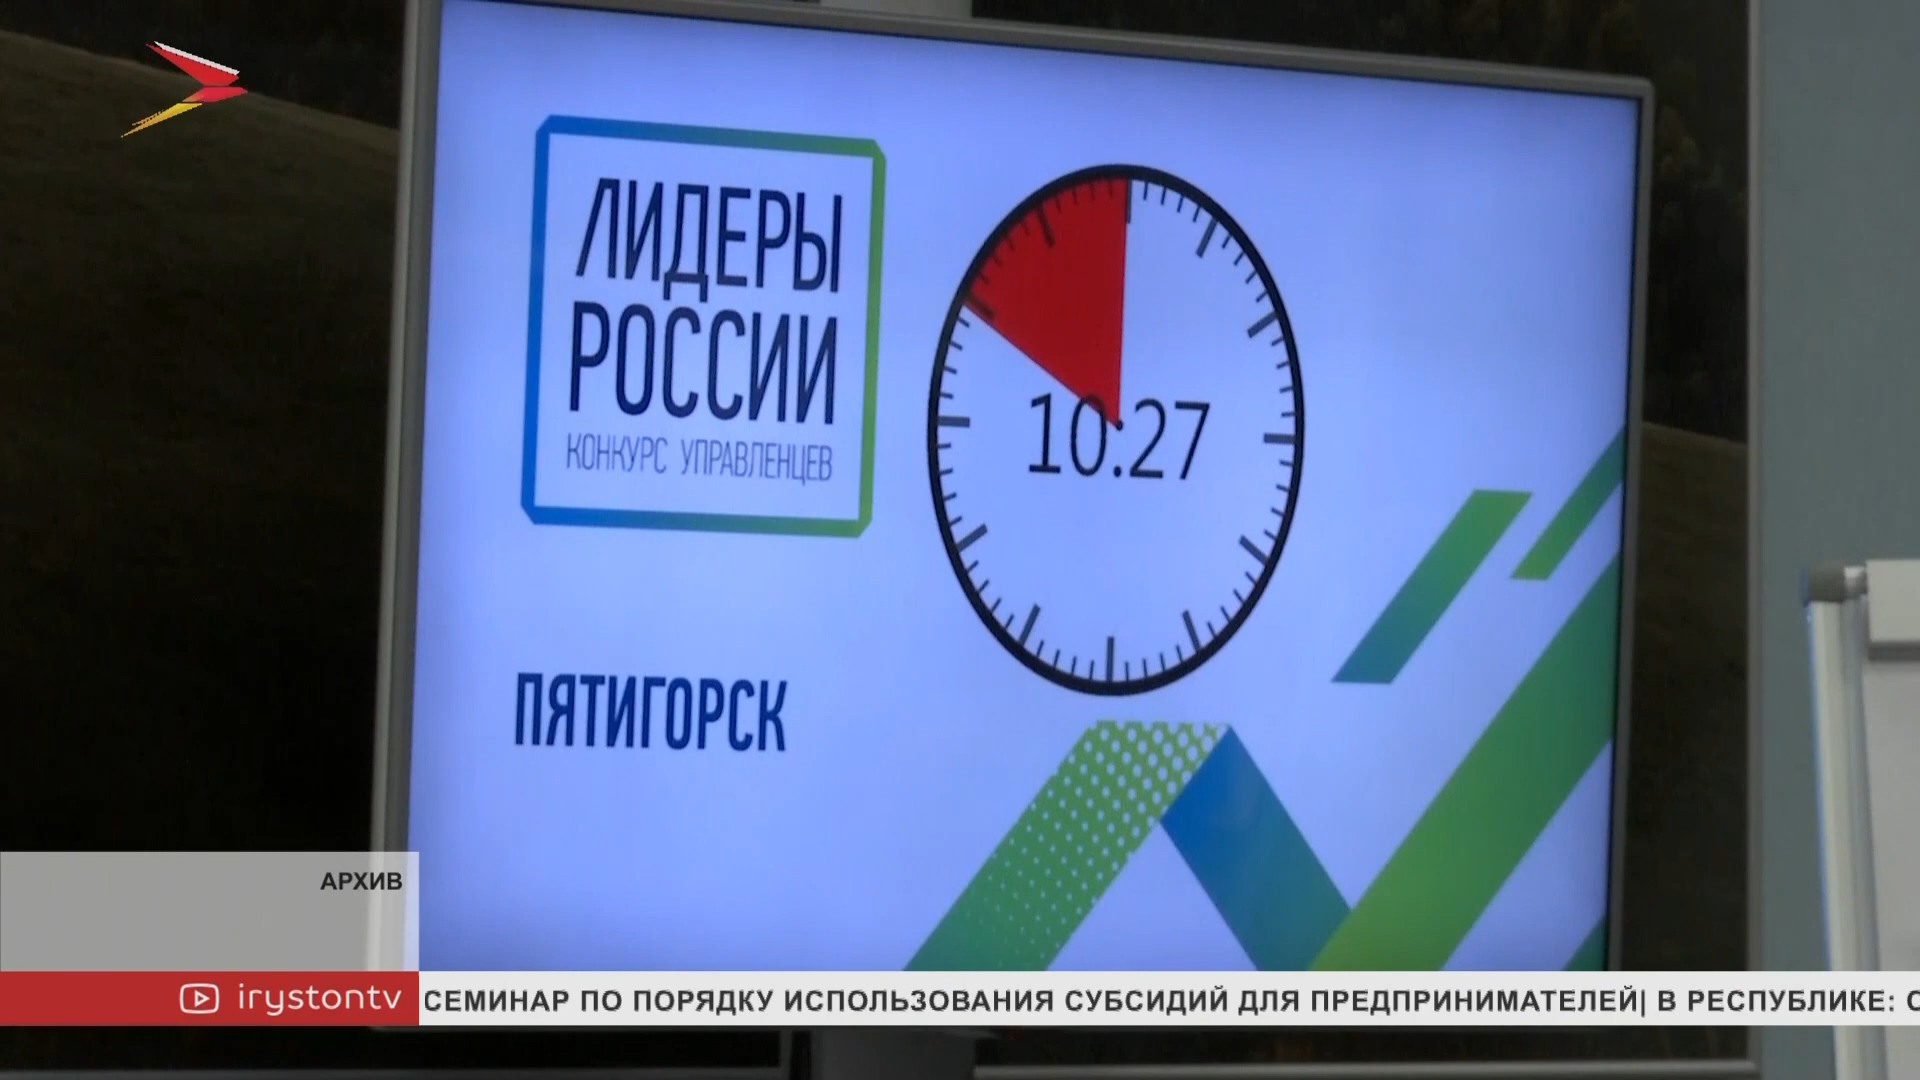 ЛИДЕРЫ
РОССИИ
КОНКУРС УПРАВЛЕНЦЕВ
10:27
ПЯТИГОРСК
АРХИВ
irystontv
СЕМИНАР ПО ПОРЯДКУ ИСПОЛЬЗОВАНИЯ СУБСИДИЙ ДЛЯ ПРЕДПРИНИМАТЕЛЕЙ| В РЕСПУБЛИКЕ: С